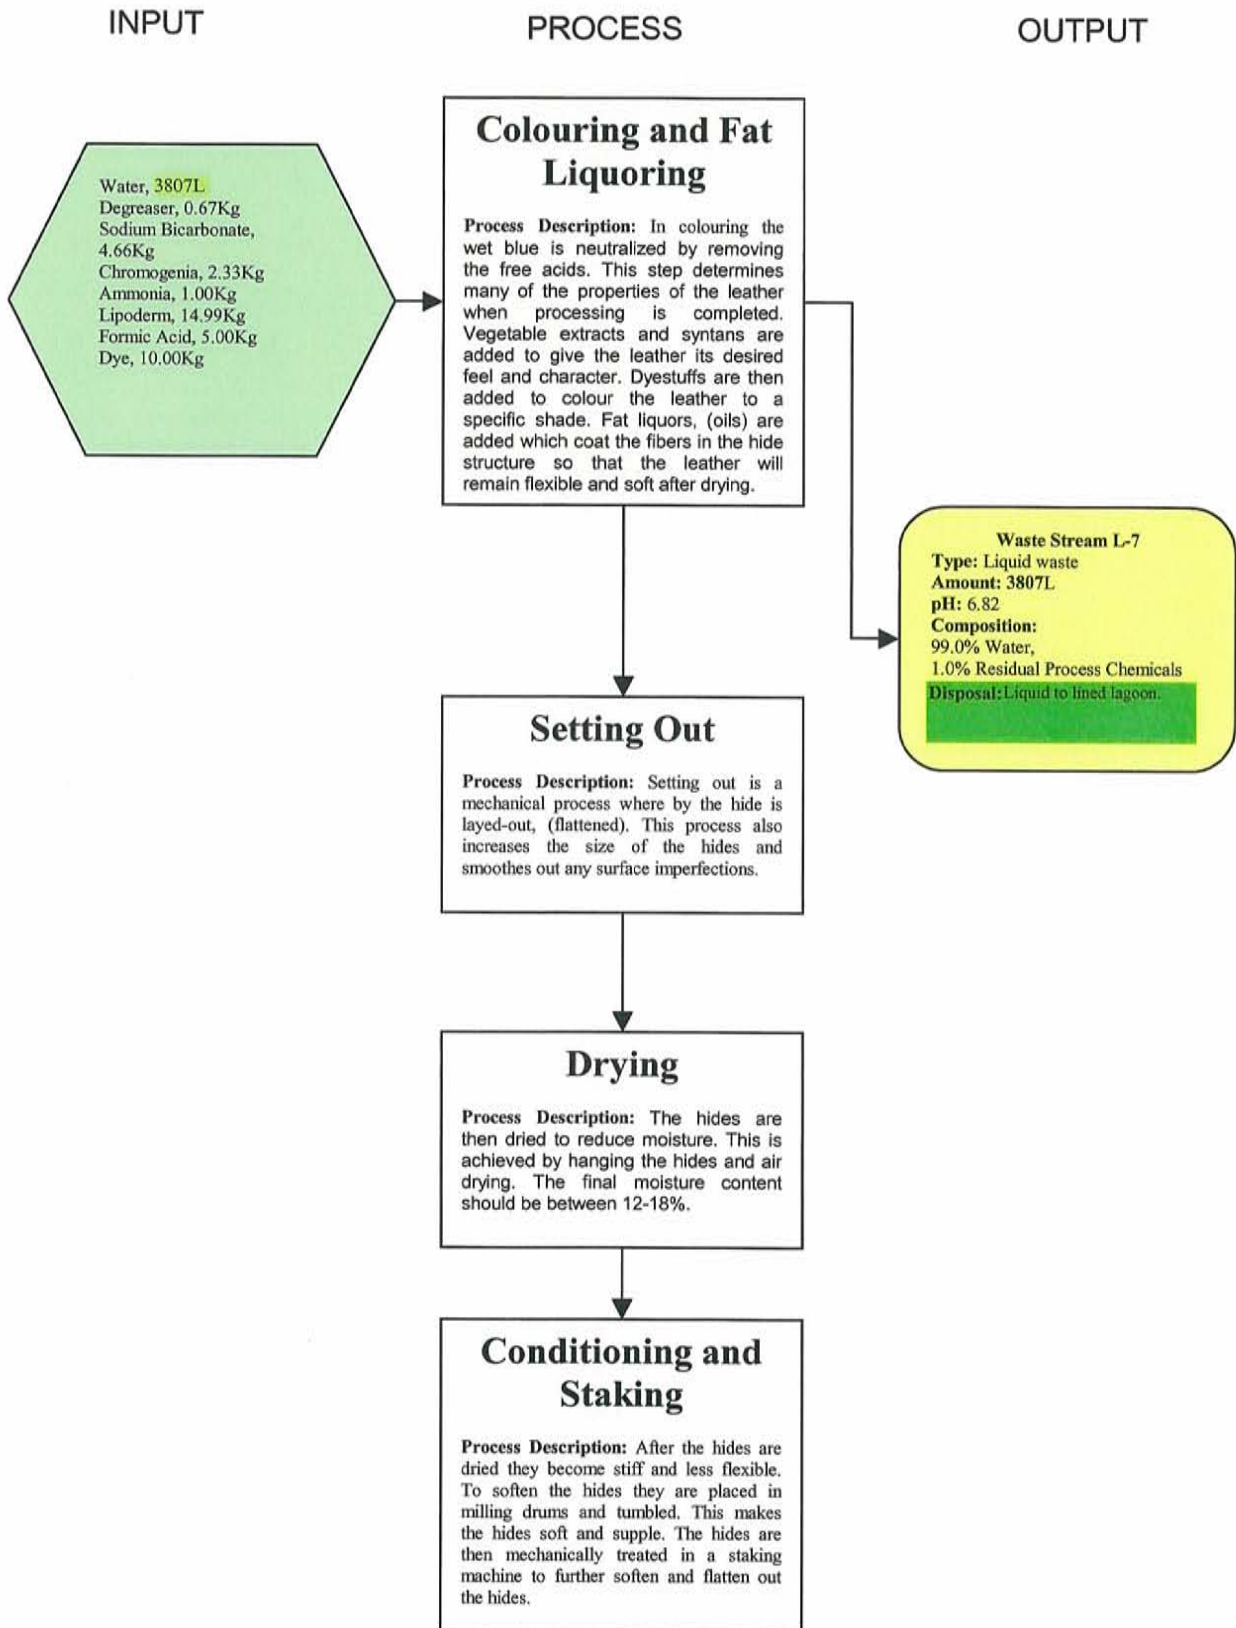 INPUT
PROCESS
OUTPUT
Water, 3807L
Degreaser, 0.67Kg
Sodium Bicarbonate,
4.66Kg
Chromogenia, 2.33Kg
Ammonia, 1.00Kg
Lipoderm, 14.99Kg
Formic Acid, 5.00Kg
Dye, 10.00Kg
Colouring and Fat
Liquoring
Process Description: In colouring the
wet blue is neutralized by removing
the free acids. This step determines
many of the properties of the leather
when processing is completed.
Vegetable extracts and syntans are
added to give the leather its desired
feel and character. Dyestuffs are then
added to colour the leather to a
specific shade. Fat liquors, (oils) are
added which coat the fibers in the hide
structure so that the leather will
remain flexible and soft after drying.
Waste Stream L-7
Type: Liquid waste
Amount: 3807L
pH: 6.82
Composition:
99.0% Water,
1.0% Residual Process Chemicals
Disposal: Liquid to lined lagoon.
Setting Out
Process Description: Setting out is a
mechanical process where by the hide is
layed-out, (flattened). This process also
increases the size of the hides and
smoothes out any surface imperfections.
Drying
Process Description: The hides are
then dried to reduce moisture. This is
achieved by hanging the hides and air
drying. The final moisture content
should be between 12-18%.
Conditioning and
Staking
Process Description: After the hides are
dried they become stiff and less flexible.
To soften the hides they are placed in
milling drums and tumbled. This makes
the hides soft and supple. The hides are
then mechanically treated in a staking
machine to further soften and flatten out
the hides.